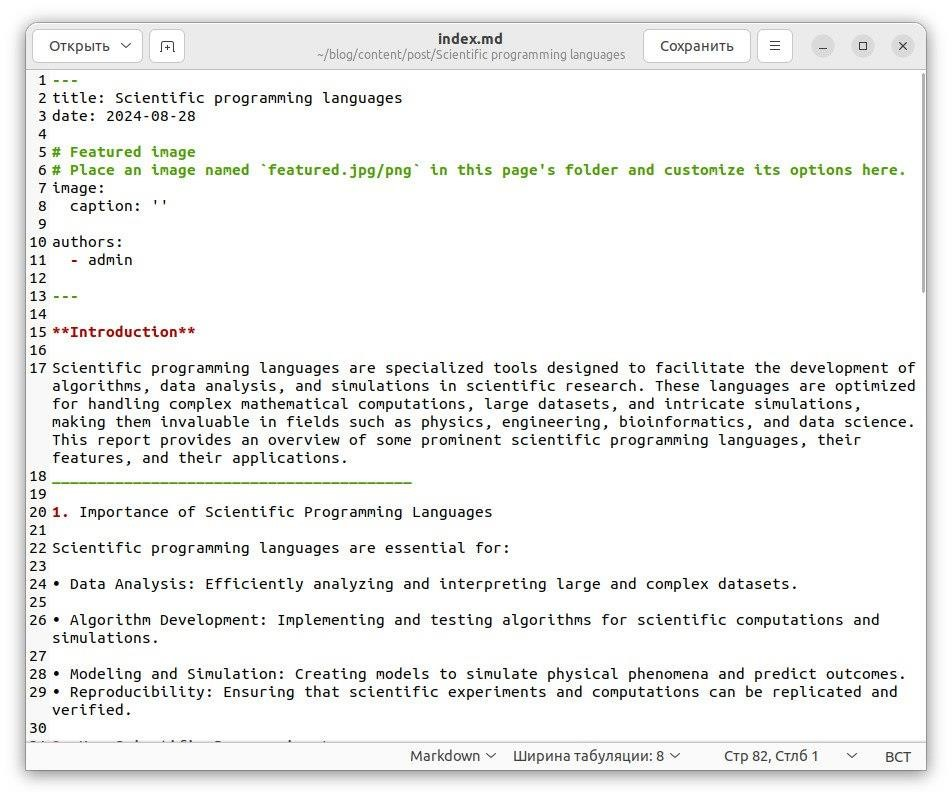 Открыть
index.md
~/blog/content/post/Scientific programming languages
Сохранить
1 ---
2 title: Scientific programming languages
3 date: 2024-08-28
4
5 # Featured image
6 # Place an image named `featured.jpg/png` in this page's folder and customize its options here.
7 image:
8   caption: ''
9
10 authors:
11   - admin
12
13 ---
14
15 **Introduction**
16
17 Scientific programming languages are specialized tools designed to facilitate the development of
algorithms, data analysis, and simulations in scientific research. These languages are optimized
for handling complex mathematical computations, large datasets, and intricate simulations,
making them invaluable in fields such as physics, engineering, bioinformatics, and data science.
This report provides an overview of some prominent scientific programming languages, their
features, and their applications.
18 ________________________________________
19
20 1. Importance of Scientific Programming Languages
21
22 Scientific programming languages are essential for:
23
24 • Data Analysis: Efficiently analyzing and interpreting large and complex datasets.
25
26 • Algorithm Development: Implementing and testing algorithms for scientific computations and
simulations.
27
28 • Modeling and Simulation: Creating models to simulate physical phenomena and predict outcomes.
29 • Reproducibility: Ensuring that scientific experiments and computations can be replicated and
verified.
30
Markdown
Ширина табуляции: 8
Стр 82, Стлб 1
ВСТ